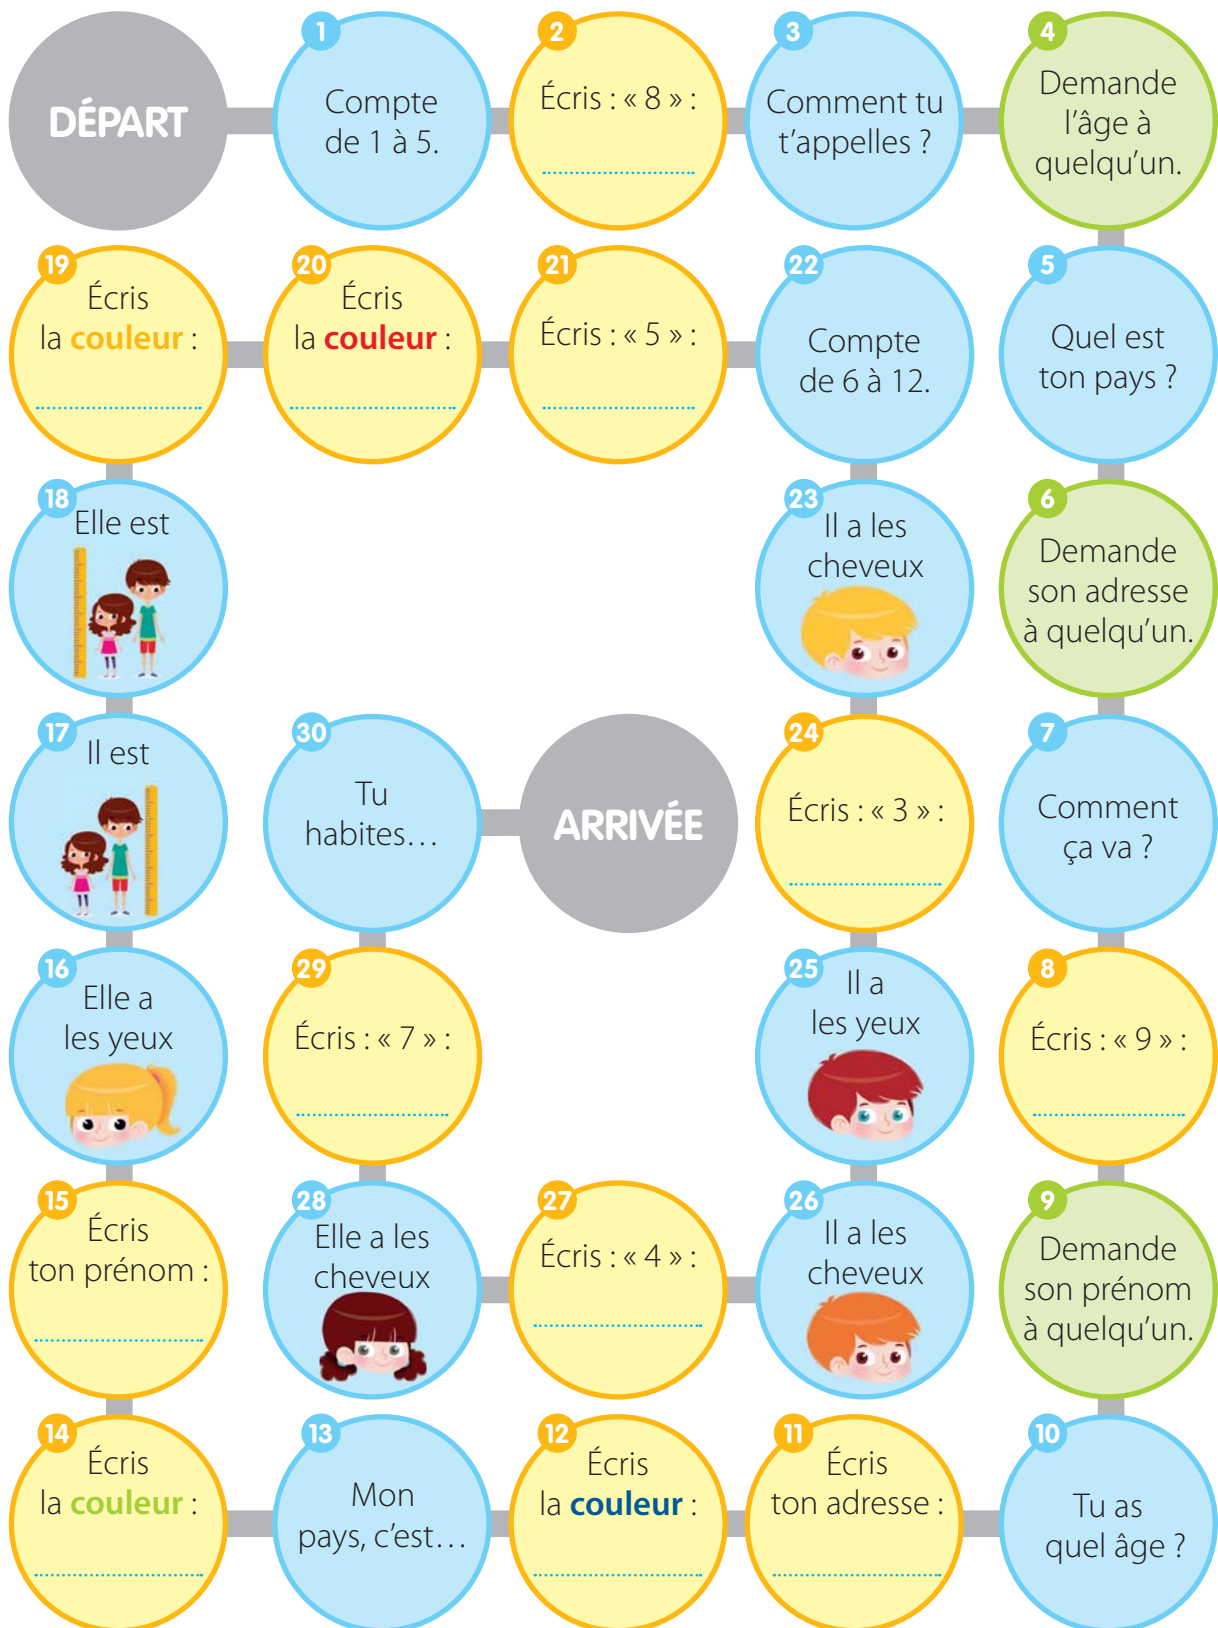 DÉPART
1
Compte
de 1 à 5.
2
Écris : « 8 » :
3
Comment tu
t'appelles ?
4
Demande
l'âge à
quelqu'un.
5
Quel est
ton pays ?
6
Demande
son adresse
à quelqu'un.
7
Comment
ça va ?
8
Écris : « 9 » :
9
Demande
son prénom
à quelqu'un.
10
Tu as
quel âge ?
11
Écris
ton adresse :
12
Écris
la couleur :
13
Mon
pays, c'est…
14
Écris
la couleur :
15
Écris
ton prénom :
16
Elle a
les yeux
17
Il est
18
Elle est
19
Écris
la couleur :
20
Écris
la couleur :
21
Écris : « 5 » :
22
Compte
de 6 à 12.
23
Il a les
cheveux
24
Écris : « 3 » :
25
Il a
les yeux
26
Il a les
cheveux
27
Écris : « 4 » :
28
Elle a les
cheveux
29
Écris : « 7 » :
30
Tu
habites…
ARRIVÉE